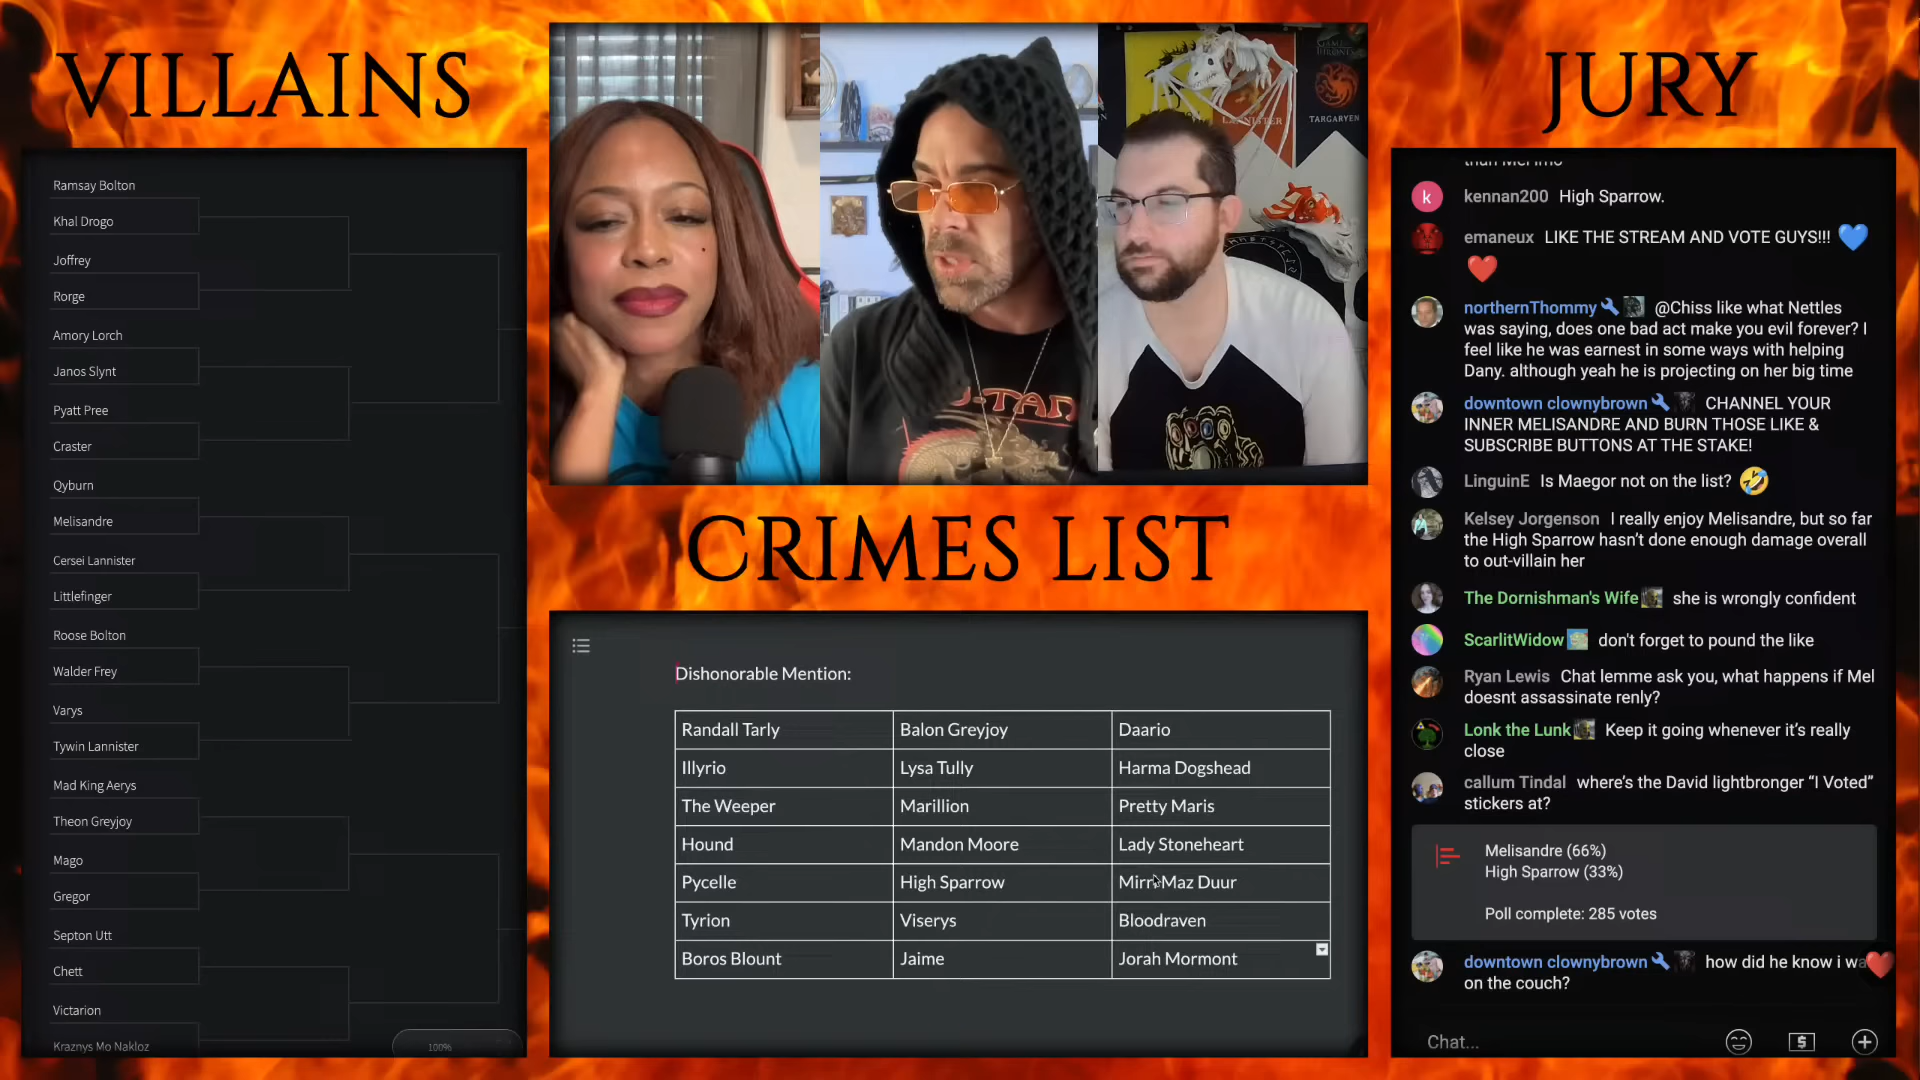 VILLAINS
Ramsay Bolton
Khal Drogo
Joffrey
Rorge
Amory Lorch
Janos Slynt
Pyatt Pree
Craster
Qyburn
Melisandre
Cersei Lannister
Littlefinger
Roose Bolton
Walder Frey
Varys
Tywin Lannister
Mad King Aerys
Theon Greyjoy
Mago
Gregor
Septon Utt
Chett
Victarion
Kraznys Mo Nakloz
100%
LANNISTER
TARGARYEN
CRIMES LIST
Dishonorable Mention:
Randall Tarly Balon Greyjoy Daario
Illyrio Lysa Tully Harma Dogshead
The Weeper Marillion Pretty Maris
Hound Mandon Moore Lady Stoneheart
Pycelle High Sparrow Mirri Maz Duur
Tyrion Viserys Bloodraven
Boros Blount Jaime Jorah Mormont
JURY
k kennan200 High Sparrow.
emaneux LIKE THE STREAM AND VOTE GUYS!!! 💙
❤️
northernThommy @Chiss like what Nettles
was saying, does one bad act make you evil forever? I
feel like he was earnest in some ways with helping
Dany. although yeah he is projecting on her big time
downtown clownybrown CHANNEL YOUR
INNER MELISANDRE AND BURN THOSE LIKE &
SUBSCRIBE BUTTONS AT THE STAKE!
LinguinE Is Maegor not on the list? 🤣
Kelsey Jorgenson I really enjoy Melisandre, but so far
the High Sparrow hasn't done enough damage overall
to out-villain her
The Dornishman's Wife she is wrongly confident
ScarlitWidow don't forget to pound the like
Ryan Lewis Chat lemme ask you, what happens if Mel
doesnt assassinate renly?
Lonk the Lunk Keep it going whenever it's really
close
callum Tindal where's the David lightbronger "I Voted"
stickers at?
Melisandre (66%)
High Sparrow (33%)
Poll complete: 285 votes
downtown clownybrown how did he know i
on the couch?
Chat...